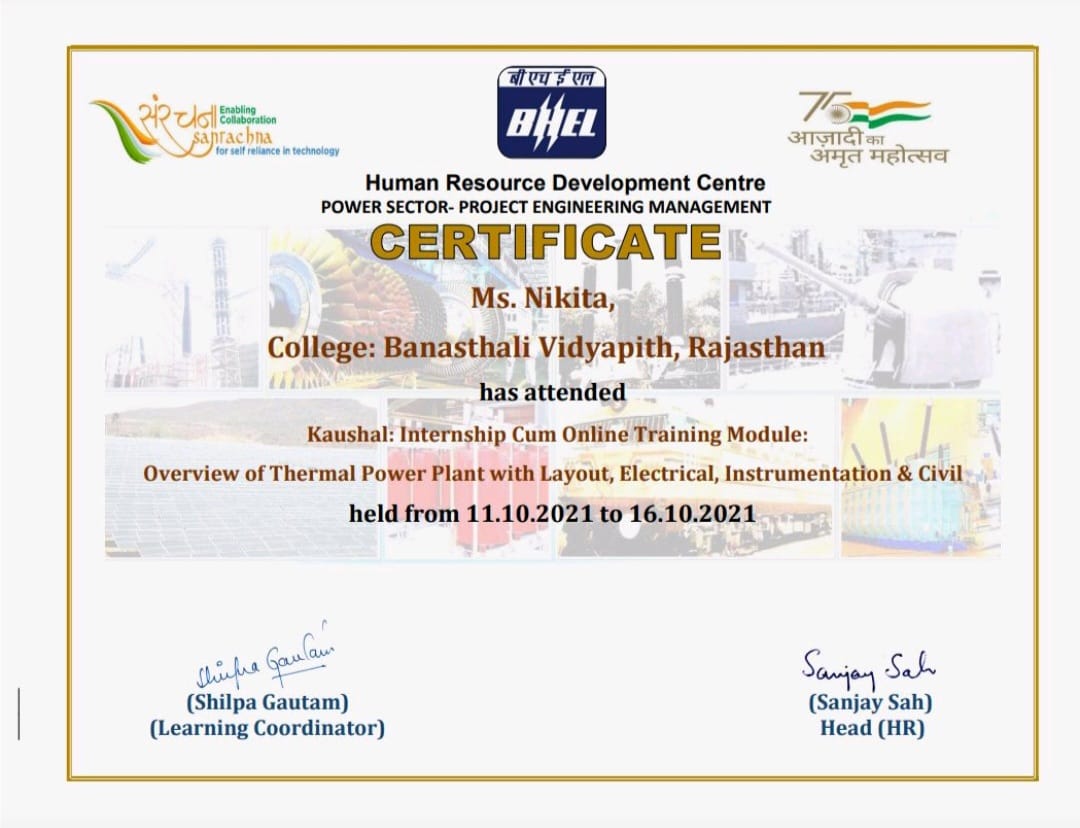 संरचना
Enabling
Collaboration
sanrachna
for self reliance in technology
बी एच ई एल
BHEL
75
आज़ादी का
अमृत महोत्सव
Human Resource Development Centre
POWER SECTOR- PROJECT ENGINEERING MANAGEMENT
CERTIFICATE
Ms. Nikita,
College: Banasthali Vidyapith, Rajasthan
has attended
Kaushal: Internship Cum Online Training Module:
Overview of Thermal Power Plant with Layout, Electrical, Instrumentation & Civil
held from 11.10.2021 to 16.10.2021
Shilpa Gautam
(Shilpa Gautam)
(Learning Coordinator)
Sanjay Sah
(Sanjay Sah)
Head (HR)